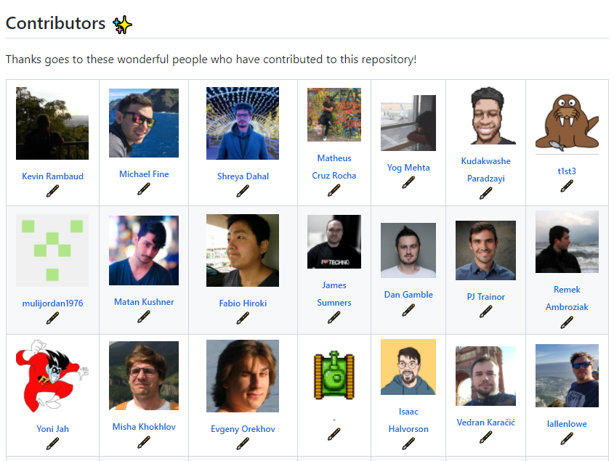 Contributors
Thanks goes to these wonderful people who have contributed to this repository!
Kevin Rambaud
Michael Fine
Shreya Dahal
Matheus
Cruz Rocha
Yog Mehta
Kudakwashe
Paradzayi
t1st3
mulijordan1976
Matan Kushner
Fabio Hiroki
I ♥ TECHNO
James
Sumners
Dan Gamble
PJ Trainor
Remek
Ambroziak
Yoni Jah
Misha Khokhlov
Evgeny Orekhov
-
Isaac
Halvorson
Vedran Karačić
lallenlowe